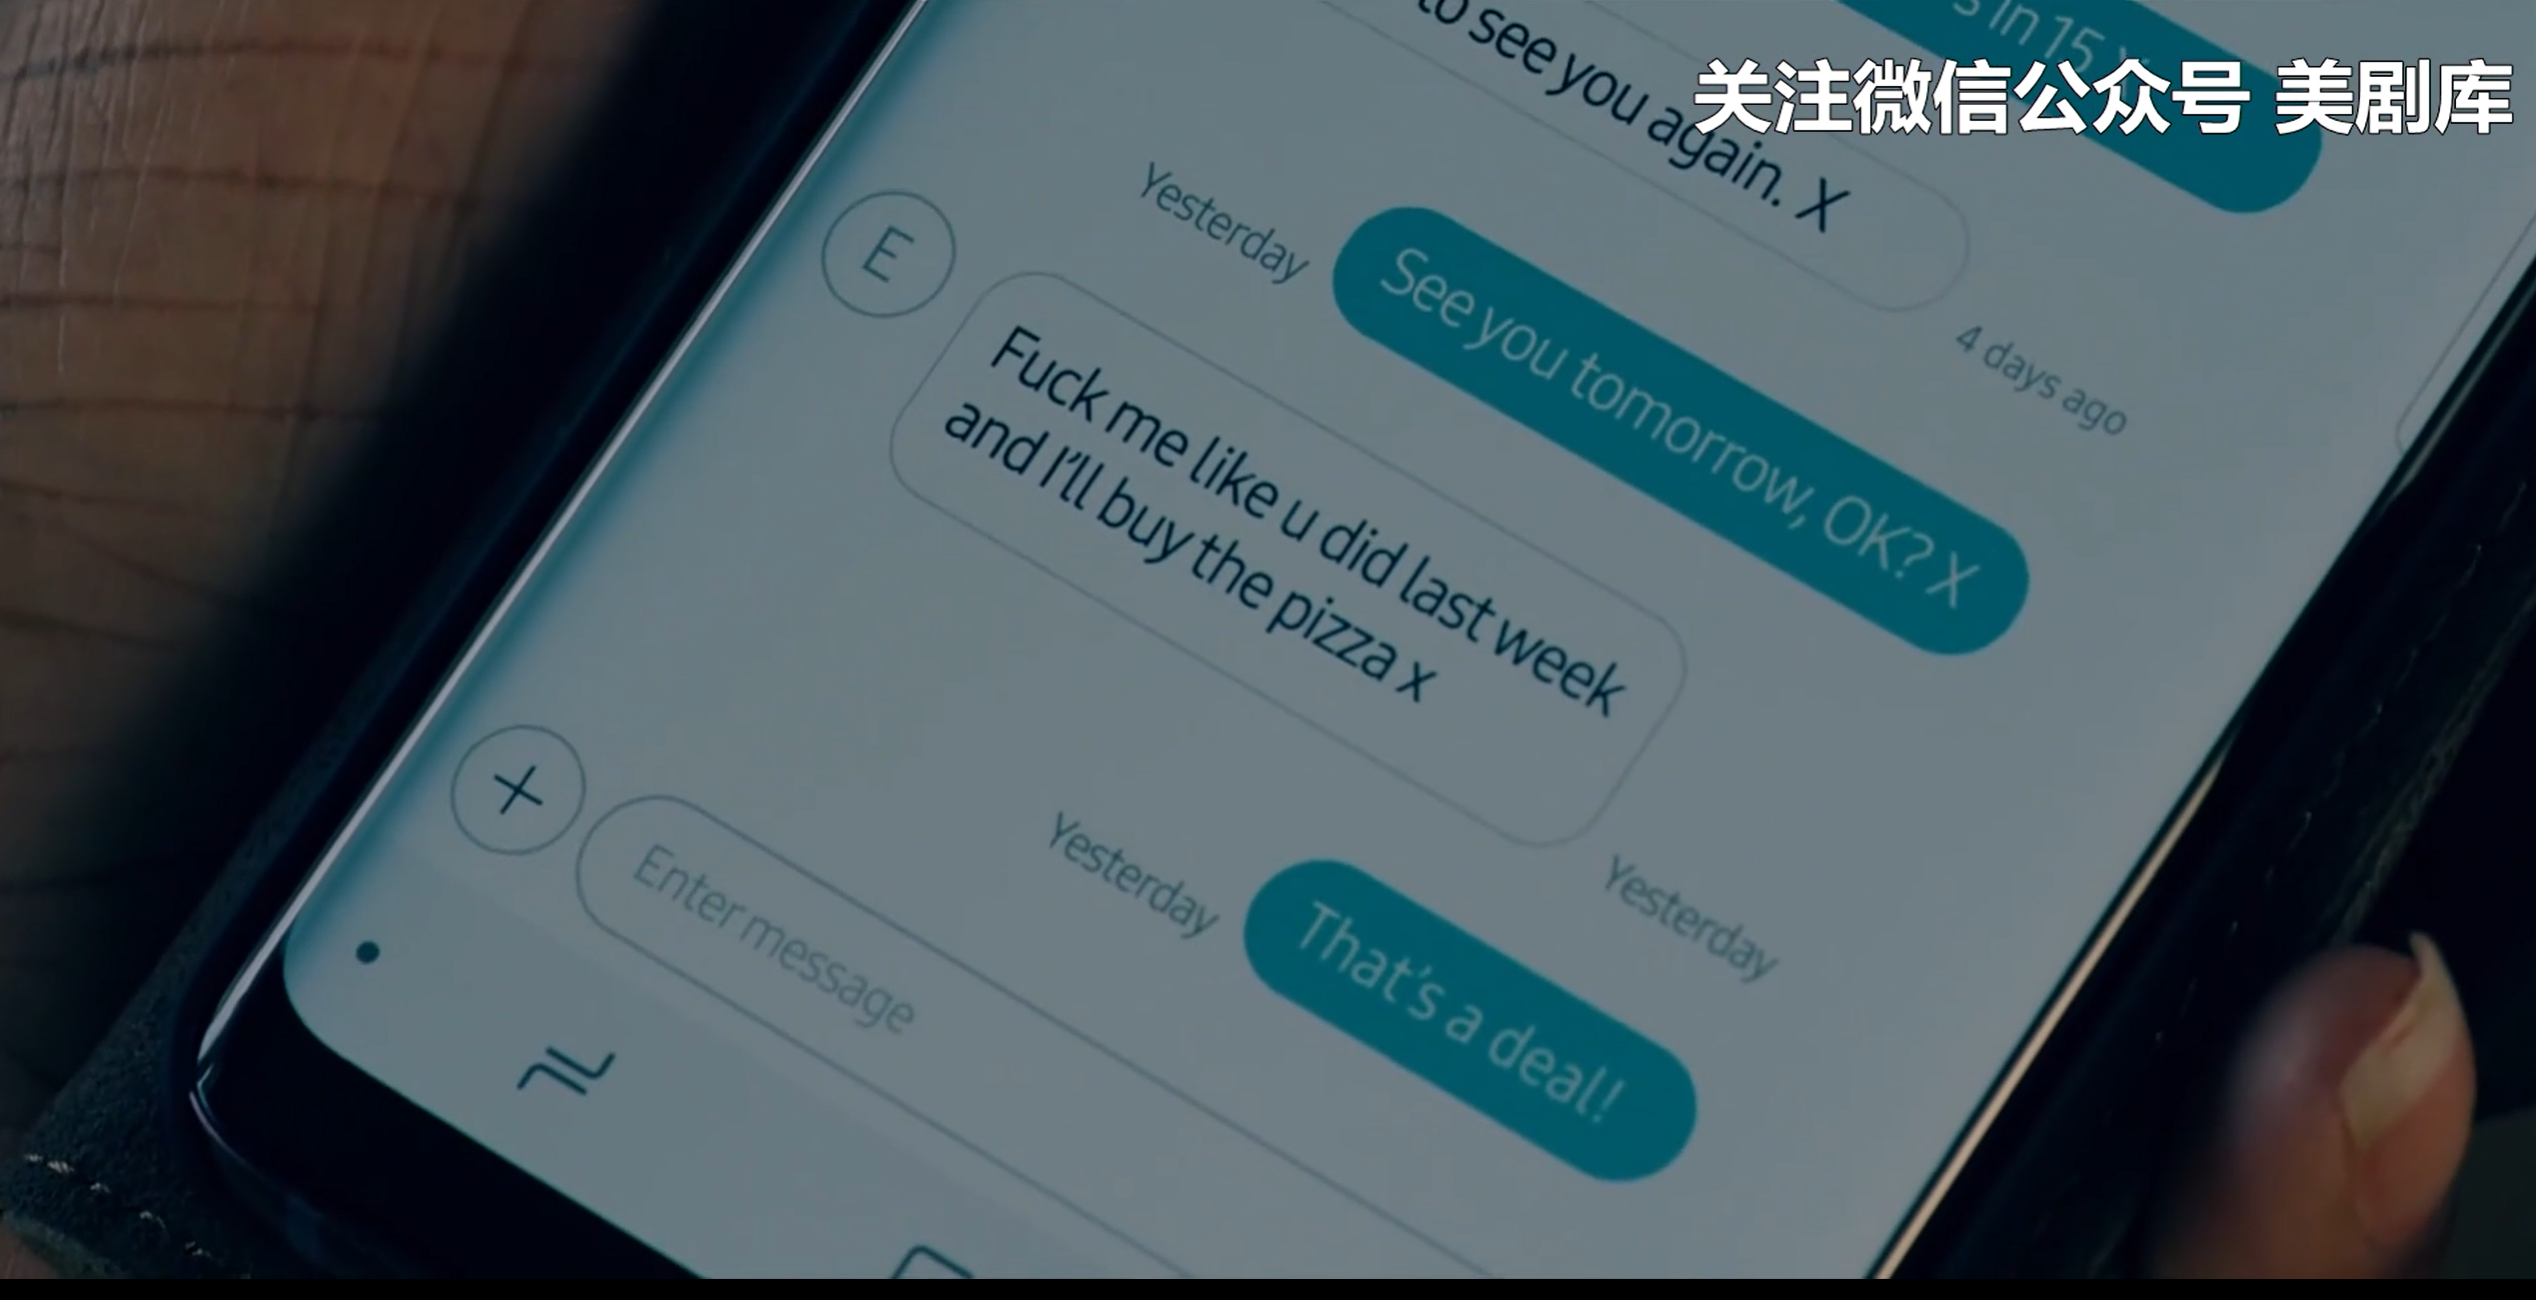 s in 15 X
关注微信公众号 美剧库
to see you again. X
4 days ago
Yesterday
See you tomorrow, OK? X
E
Fuck me like u did last week
and I'll buy the pizza x
Yesterday
Yesterday
That's a deal!
Enter message